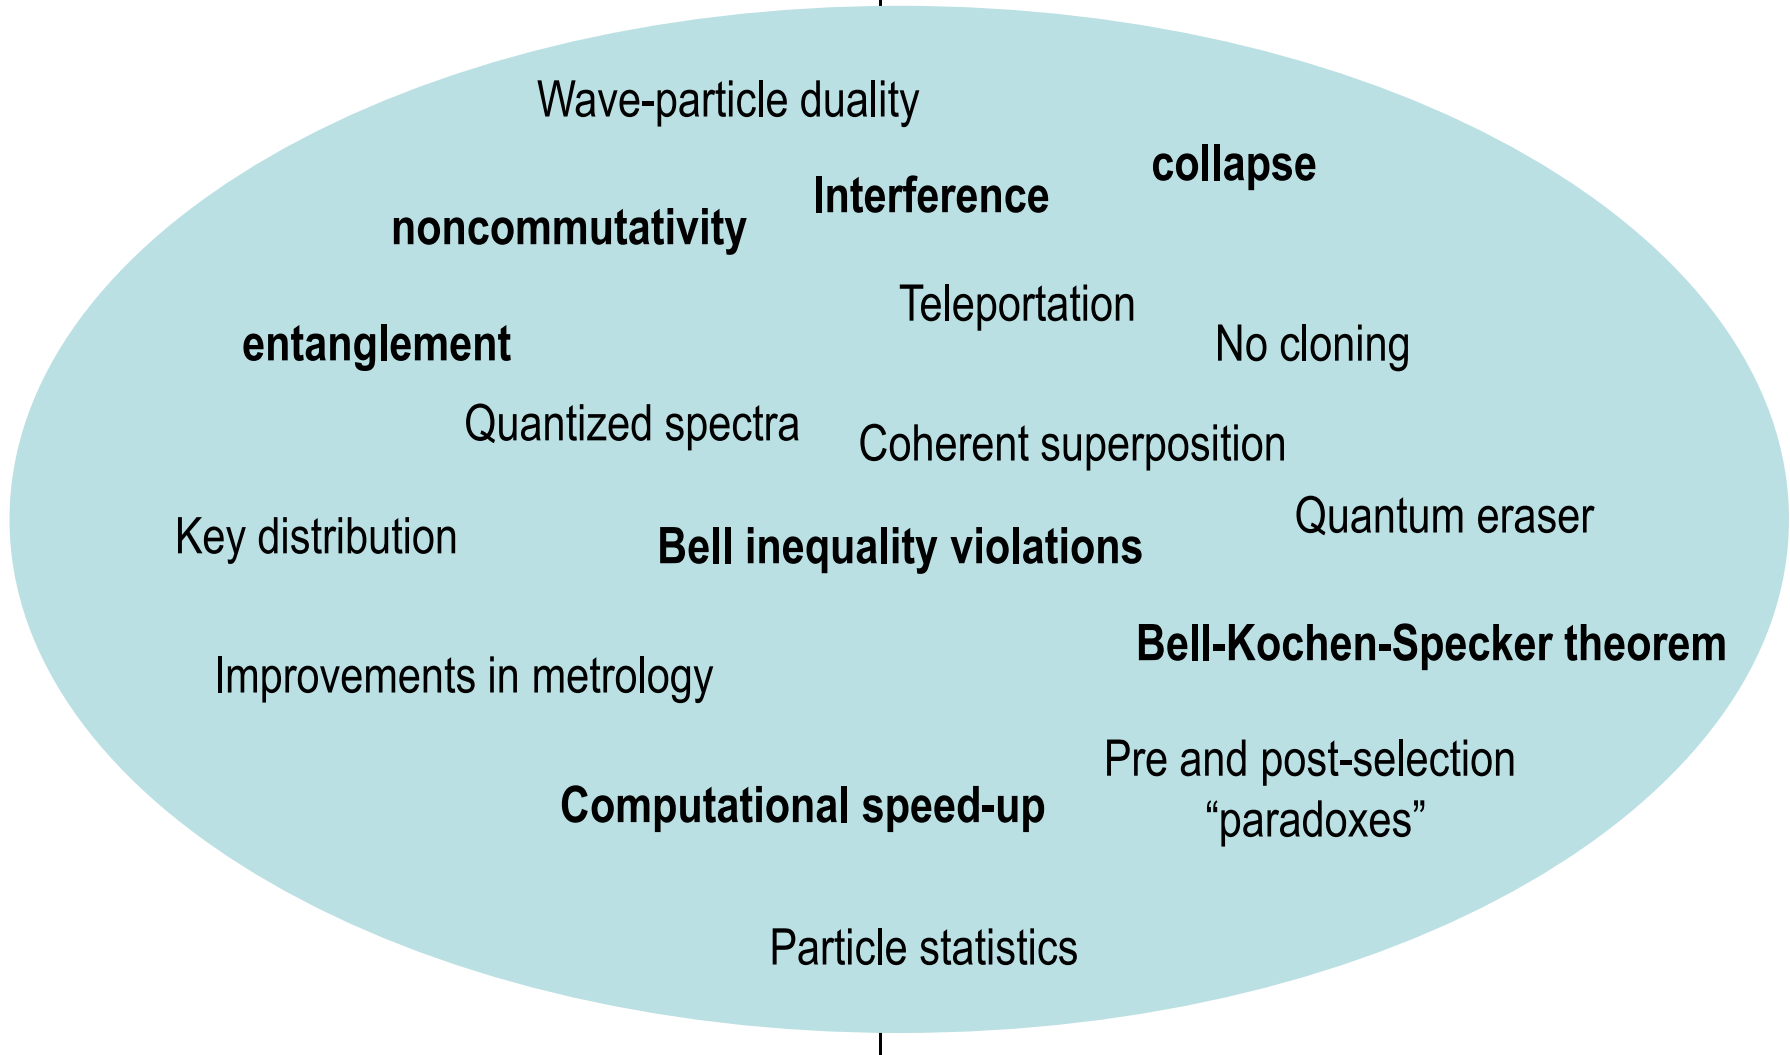 Wave-particle duality
collapse
Interference
noncommutativity
Teleportation
No cloning
entanglement
Quantized spectra
Coherent superposition
Quantum eraser
Key distribution
Bell inequality violations
Bell-Kochen-Specker theorem
Improvements in metrology
Pre and post-selection
“paradoxes”
Computational speed-up
Particle statistics